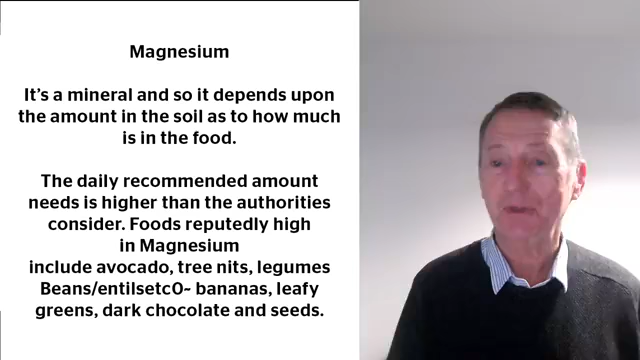 Magnesium
It's a mineral and so it depends upon
the amount in the soil as to how much
is in the food.
The daily recommended amount
needs is higher than the authorities
consider. Foods reputedly high
in Magnesium
include avocado, tree nits, legumes
Beans/entilsetc0~ bananas, leafy
greens, dark chocolate and seeds.